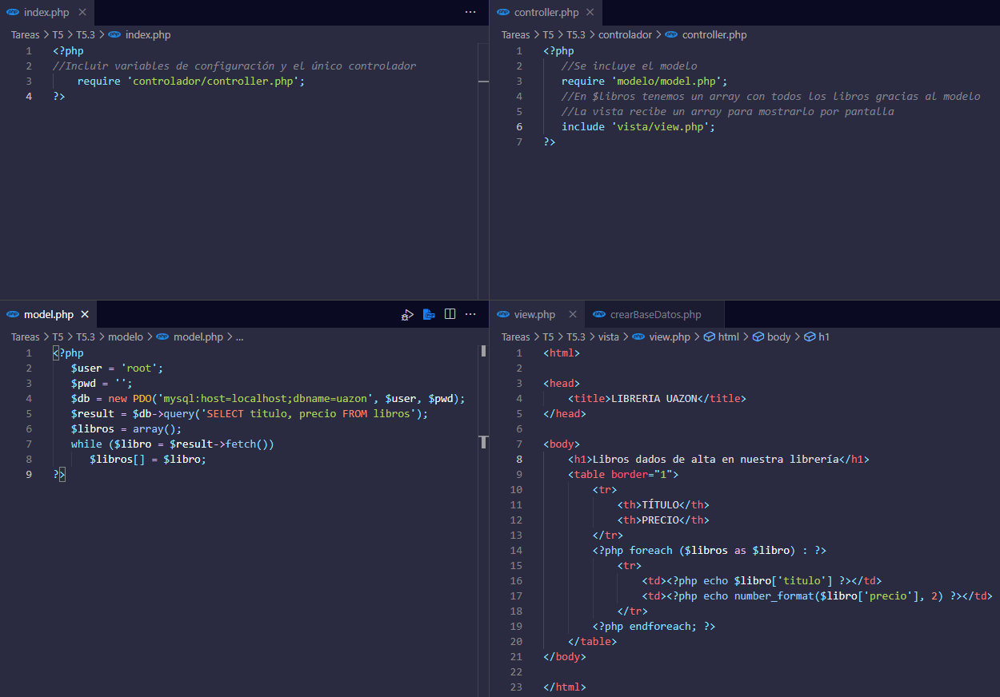 index.php
Tareas > T5 > T5.3 > index.php
1 <?php
2 //Incluir variables de configuración y el único controlador
3     require 'controlador/controller.php';
4 ?>
controller.php
Tareas > T5 > T5.3 > controlador > controller.php
1 <?php
2    //Se incluye el modelo
3    require 'modelo/model.php';
4    //En $libros tenemos un array con todos los libros gracias al modelo
5    //La vista recibe un array para mostrarlo por pantalla
6    include 'vista/view.php';
7 ?>
model.php
Tareas > T5 > T5.3 > modelo > model.php > ...
1 <?php
2    $user = 'root';
3    $pwd = '';
4    $db = new PDO('mysql:host=localhost;dbname=uazon', $user, $pwd);
5    $result = $db->query('SELECT titulo, precio FROM libros');
6    $libros = array();
7    while ($libro = $result->fetch())
8       $libros[] = $libro;
9 ?>
view.php crearBaseDatos.php
Tareas > T5 > T5.3 > vista > view.php > html > body > h1
1 <html>
2
3 <head>
4     <title>LIBRERIA UAZON</title>
5 </head>
6
7 <body>
8     <h1>Libros dados de alta en nuestra librería</h1>
9     <table border="1">
10         <tr>
11             <th>TÍTULO</th>
12             <th>PRECIO</th>
13         </tr>
14         <?php foreach ($libros as $libro) : ?>
15             <tr>
16                 <td><?php echo $libro['titulo'] ?></td>
17                 <td><?php echo number_format($libro['precio'], 2) ?></td>
18             </tr>
19         <?php endforeach; ?>
20     </table>
21 </body>
22
23 </html>